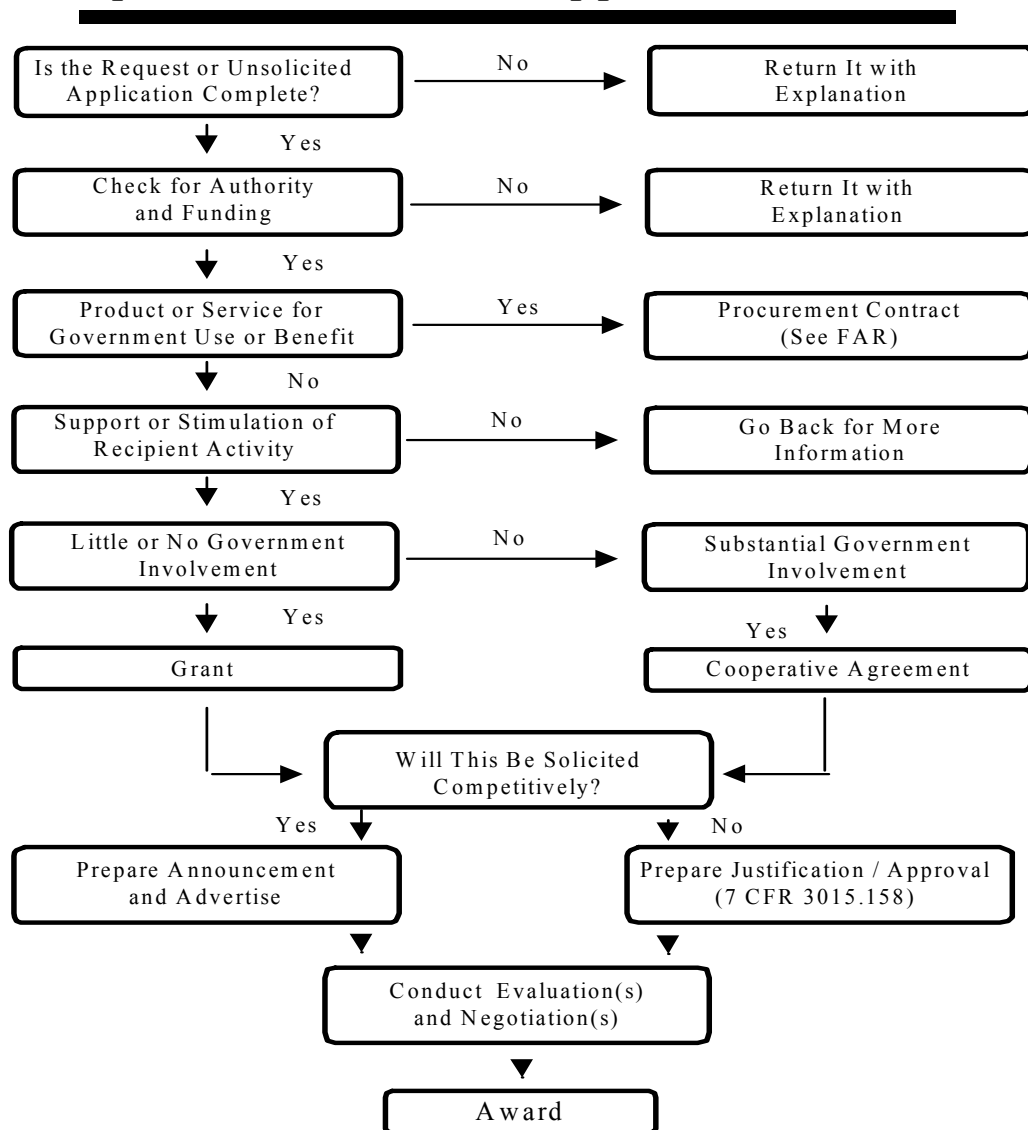 Is the Request or Unsolicited
Application Complete?
No
Return It with
Explanation
Yes
Check for Authority
and Funding
No
Return It with
Explanation
Yes
Product or Service for
Government Use or Benefit
Yes
Procurement Contract
(See FAR)
No
Support or Stimulation of
Recipient Activity
No
Go Back for More
Information
Yes
Little or No Government
Involvement
No
Substantial Government
Involvement
Yes
Yes
Grant
Cooperative Agreement
Will This Be Solicited
Competitively?
Yes
No
Prepare Announcement
and Advertise
Prepare Justification / Approval
(7 CFR 3015.158)
Conduct Evaluation(s)
and Negotiation(s)
Award